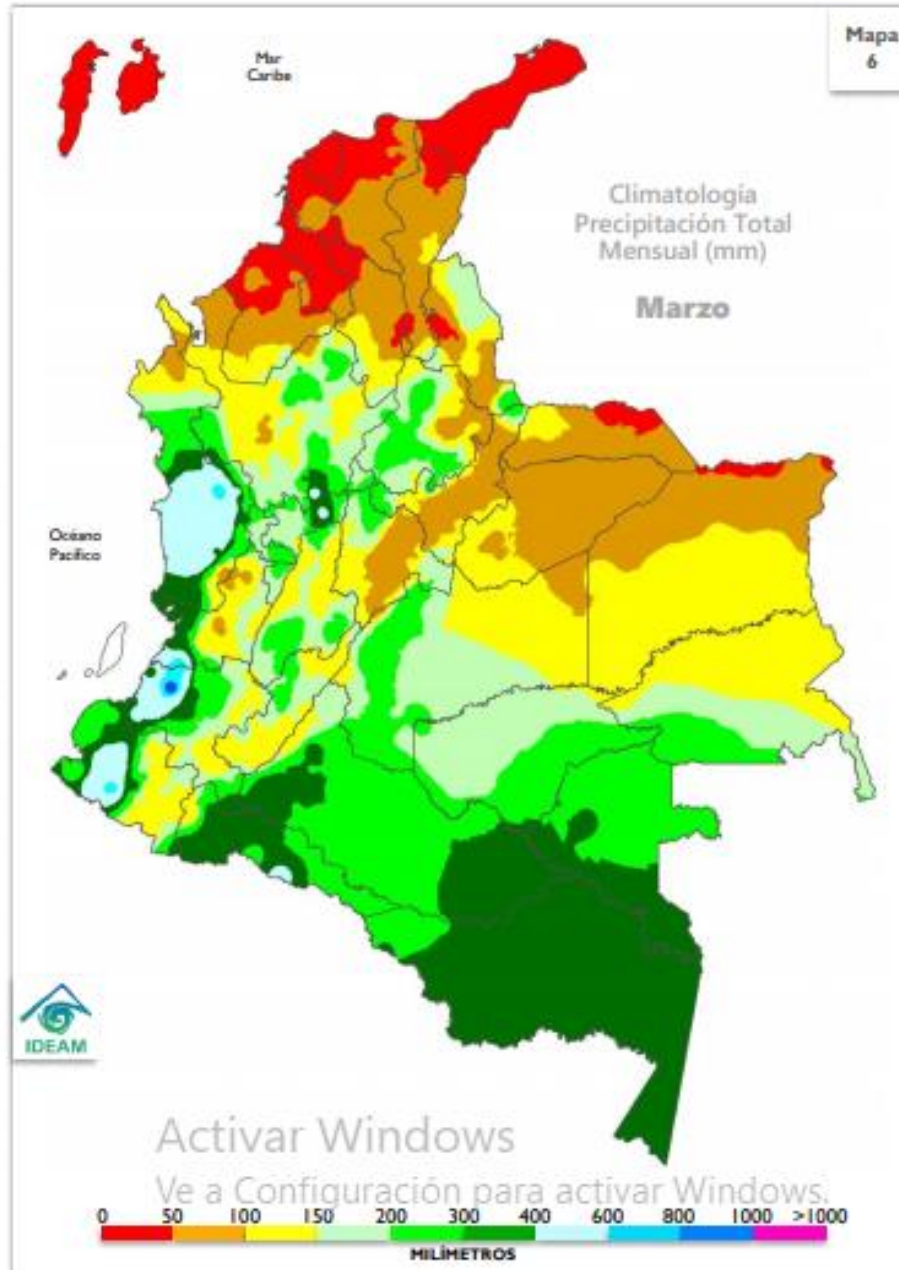 Mapa
6
Mar
Caribe
Climatología
Precipitación Total
Mensual (mm)
Marzo
Océano
Pacífico
IDEAM
Activar Windows
Ve a Configuración para activar Windows.
0 50 100 150 200 300 400 600 800 1000 >1000
MILÍMETROS